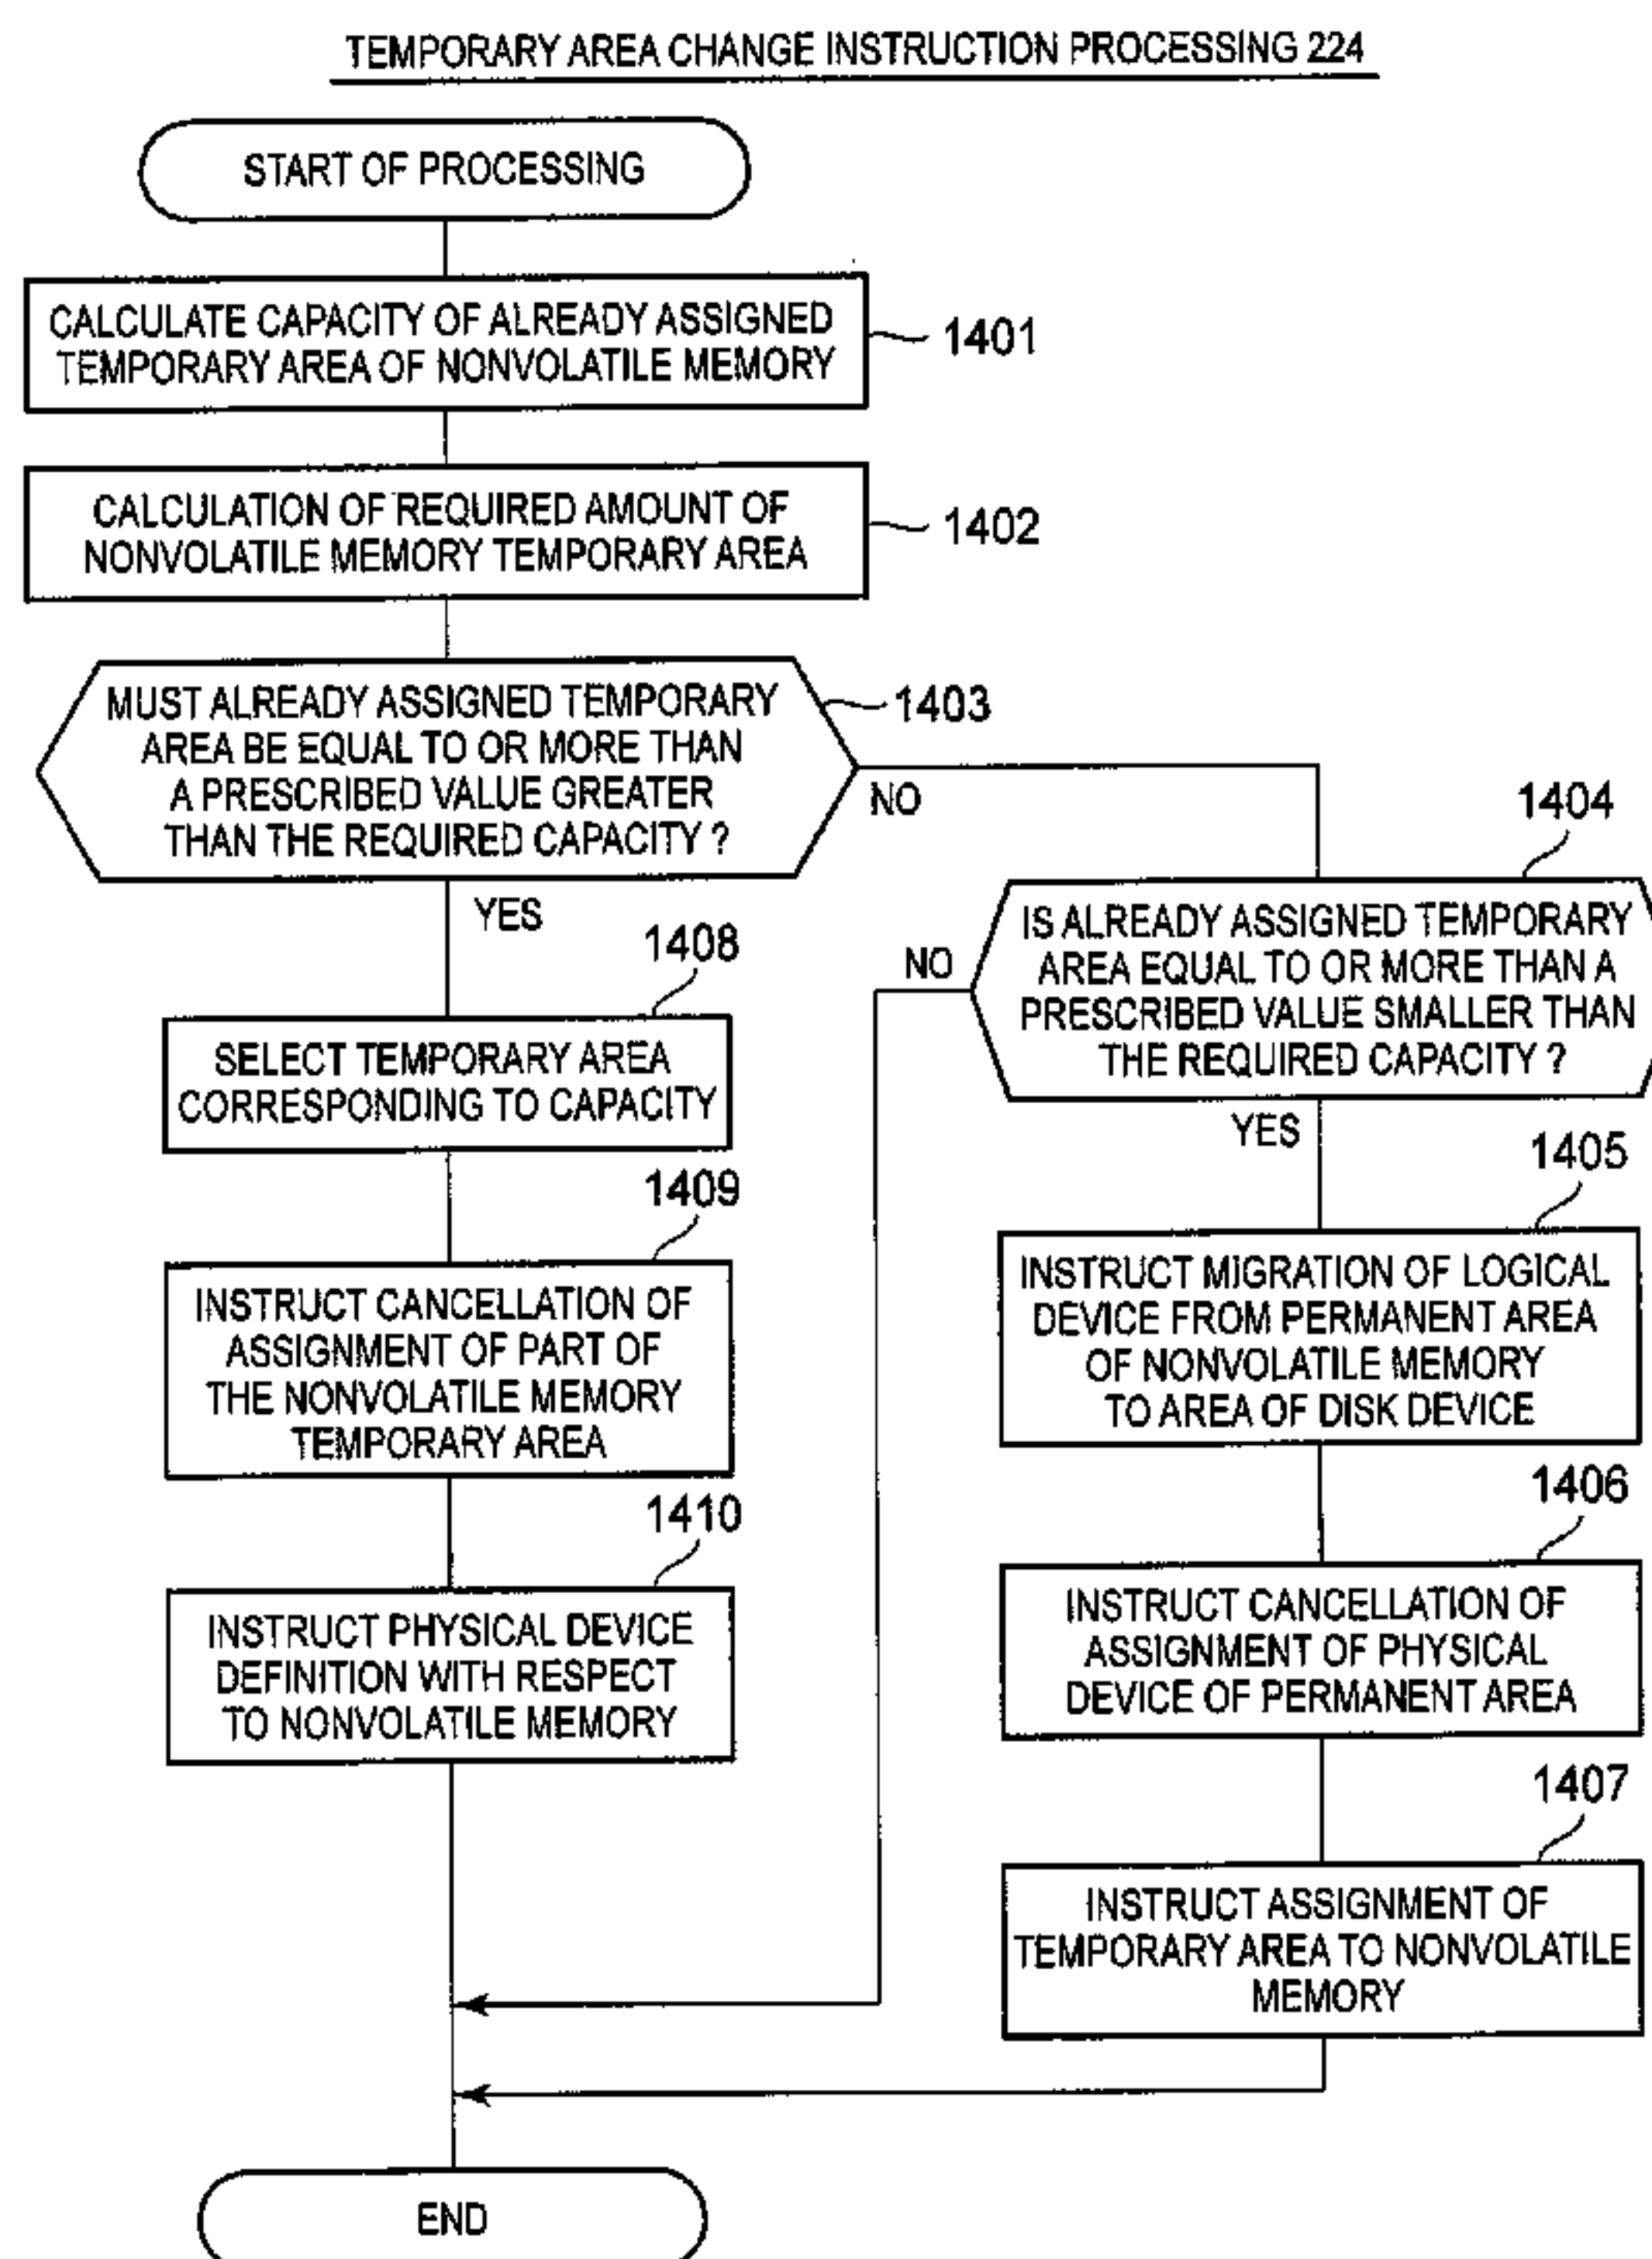 TEMPORARY AREA CHANGE INSTRUCTION PROCESSING 224
START OF PROCESSING
CALCULATE CAPACITY OF ALREADY ASSIGNED
TEMPORARY AREA OF NONVOLATILE MEMORY
1401
CALCULATION OF REQUIRED AMOUNT OF
NONVOLATILE MEMORY TEMPORARY AREA
1402
MUST ALREADY ASSIGNED TEMPORARY
AREA BE EQUAL TO OR MORE THAN
A PRESCRIBED VALUE GREATER
THAN THE REQUIRED CAPACITY ?
1403
NO
YES
1404
IS ALREADY ASSIGNED TEMPORARY
AREA EQUAL TO OR MORE THAN A
PRESCRIBED VALUE SMALLER THAN
THE REQUIRED CAPACITY ?
NO
YES
1408
SELECT TEMPORARY AREA
CORRESPONDING TO CAPACITY
1409
INSTRUCT CANCELLATION OF
ASSIGNMENT OF PART OF
THE NONVOLATILE MEMORY
TEMPORARY AREA
1410
INSTRUCT PHYSICAL DEVICE
DEFINITION WITH RESPECT
TO NONVOLATILE MEMORY
1405
INSTRUCT MIGRATION OF LOGICAL
DEVICE FROM PERMANENT AREA
OF NONVOLATILE MEMORY
TO AREA OF DISK DEVICE
1406
INSTRUCT CANCELLATION OF
ASSIGNMENT OF PHYSICAL
DEVICE OF PERMANENT AREA
1407
INSTRUCT ASSIGNMENT OF
TEMPORARY AREA TO NONVOLATILE
MEMORY
END